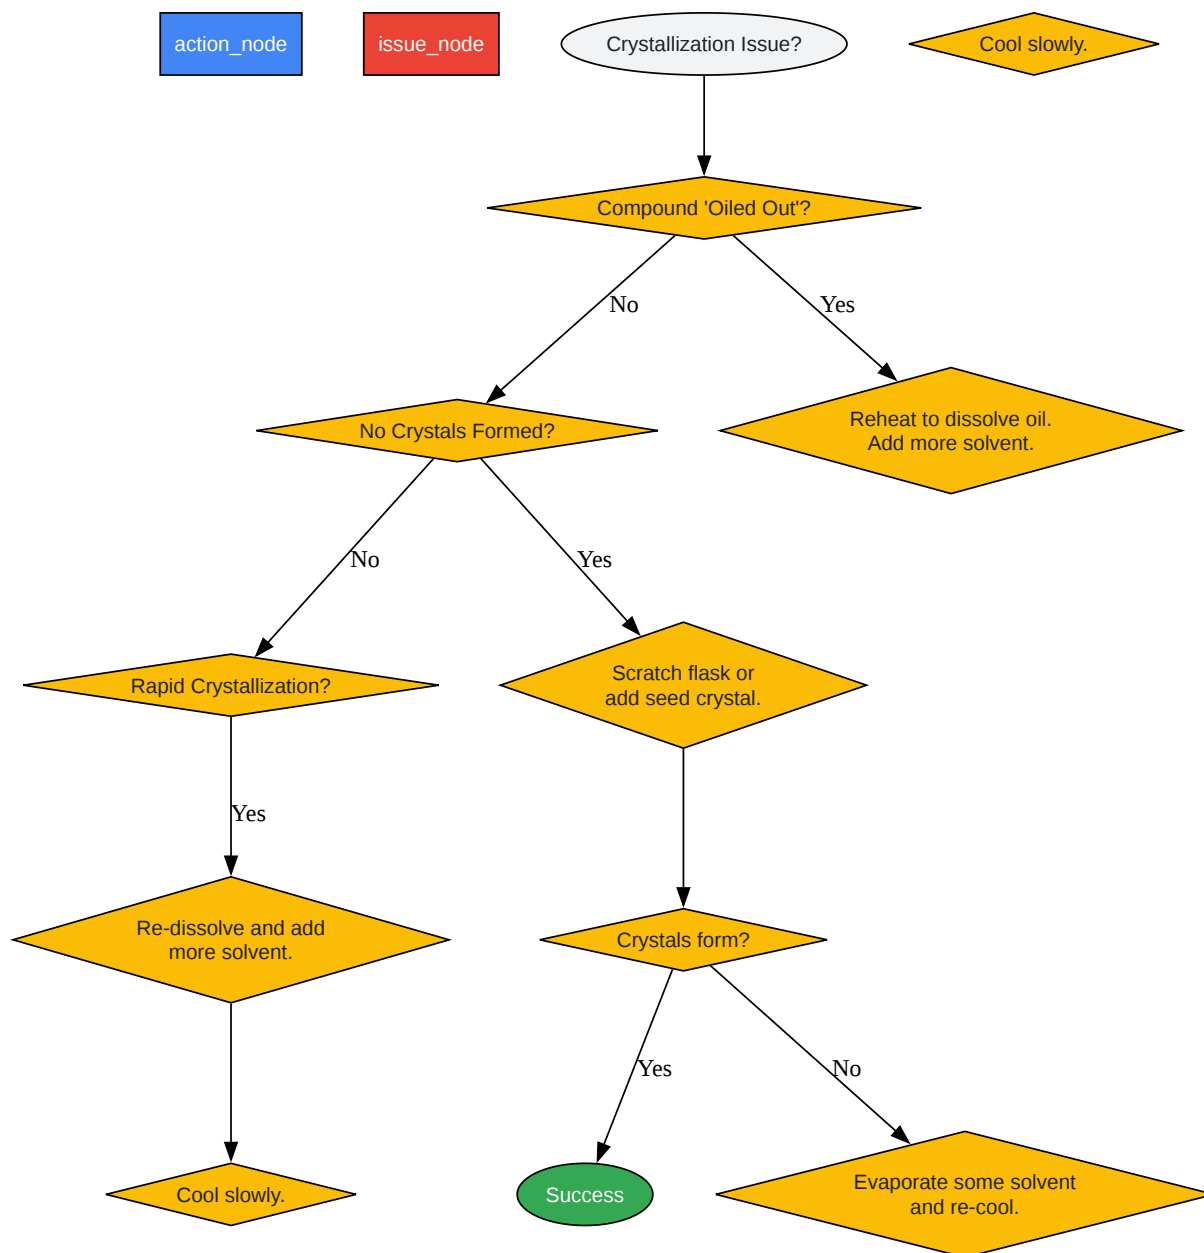 action_node
issue_node
Crystallization Issue?
Cool slowly.
Compound 'Oiled Out'?
No
Yes
No Crystals Formed?
Reheat to dissolve oil.
Add more solvent.
No
Yes
Rapid Crystallization?
Scratch flask or
add seed crystal.
Yes
Re-dissolve and add
more solvent.
Crystals form?
Yes
No
Cool slowly.
Success
Evaporate some solvent
and re-cool.